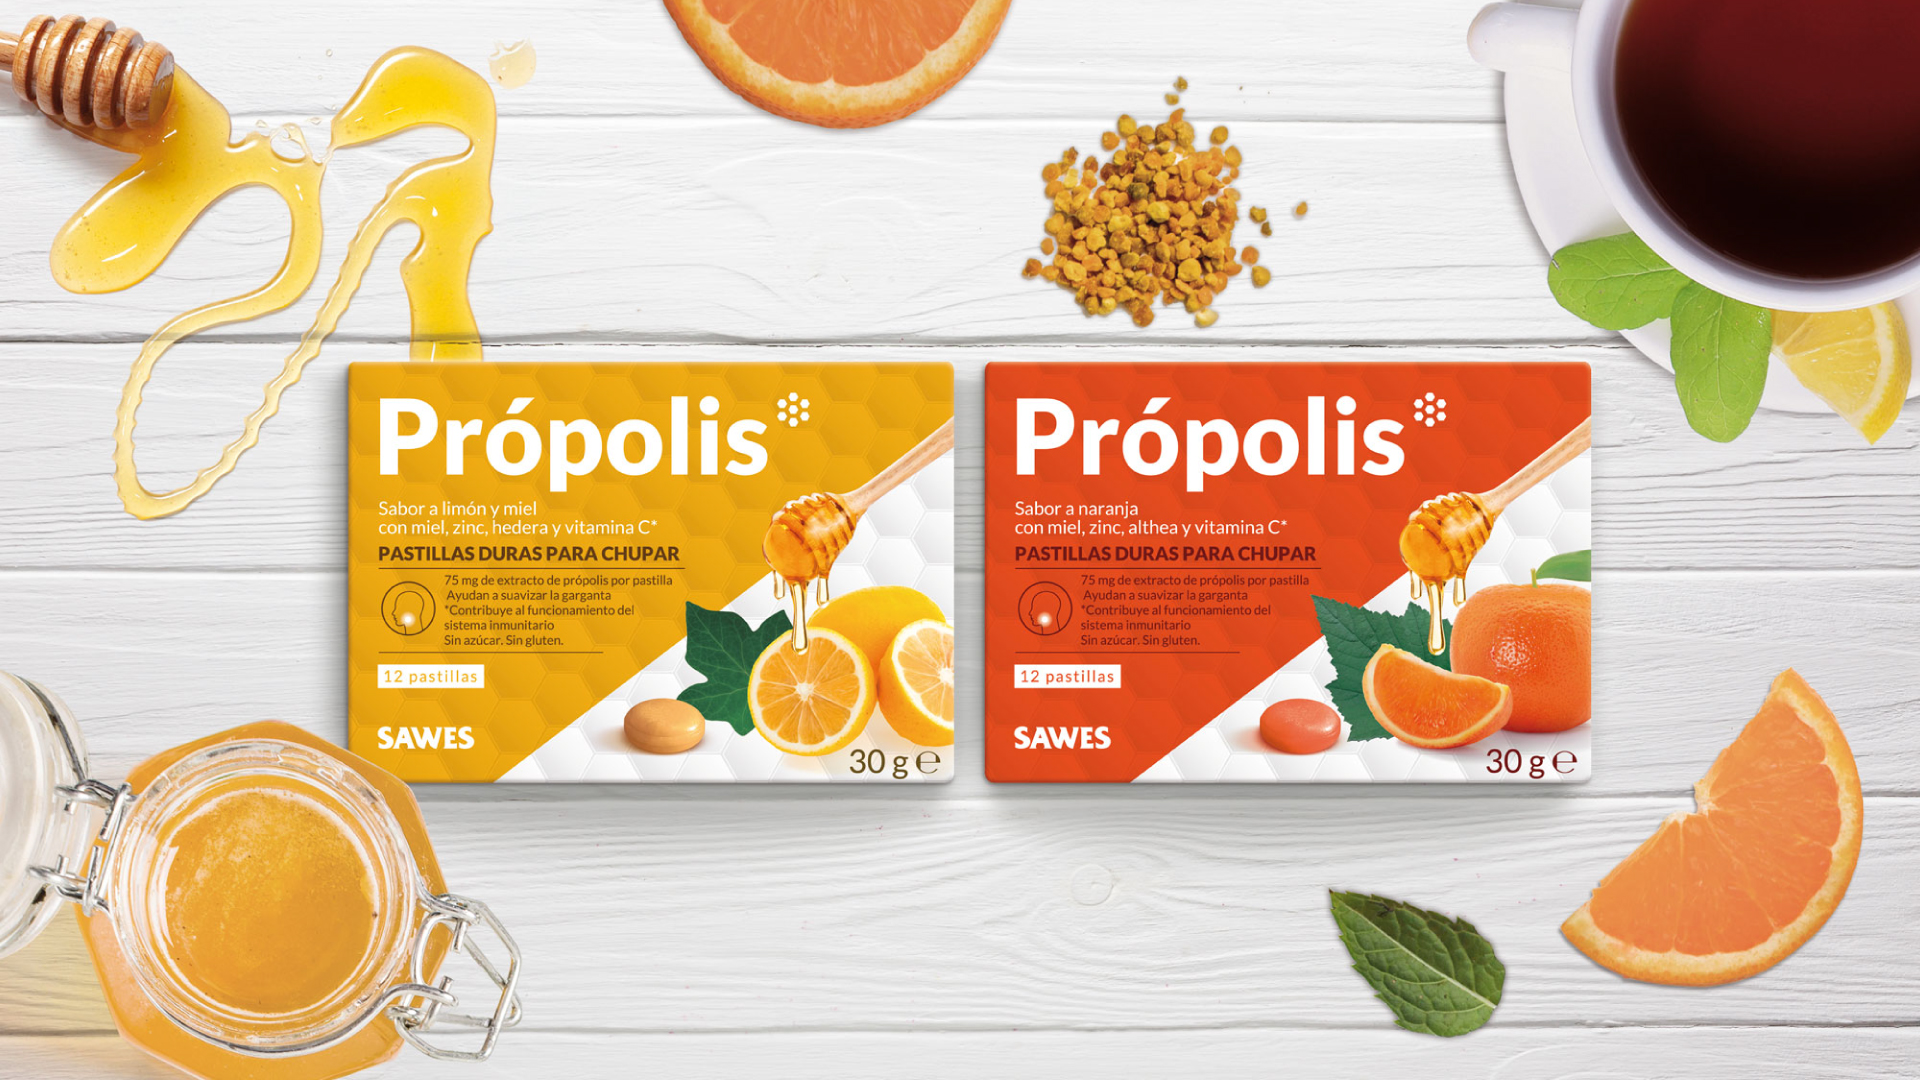 Própolis
Sabor a limón y miel
con miel, zinc, hedera y vitamina C*
PASTILLAS DURAS PARA CHUPAR
75 mg de extracto de própolis por pastilla
Ayudan a suavizar la garganta
*Contribuye al funcionamiento del
sistema inmunitario
Sin azúcar. Sin gluten.
12 pastillas
SAWES
30 g ℮
Própolis
Sabor a naranja
con miel, zinc, althea y vitamina C*
PASTILLAS DURAS PARA CHUPAR
75 mg de extracto de própolis por pastilla
Ayudan a suavizar la garganta
*Contribuye al funcionamiento del
sistema inmunitario
Sin azúcar. Sin gluten.
12 pastillas
SAWES
30 g ℮